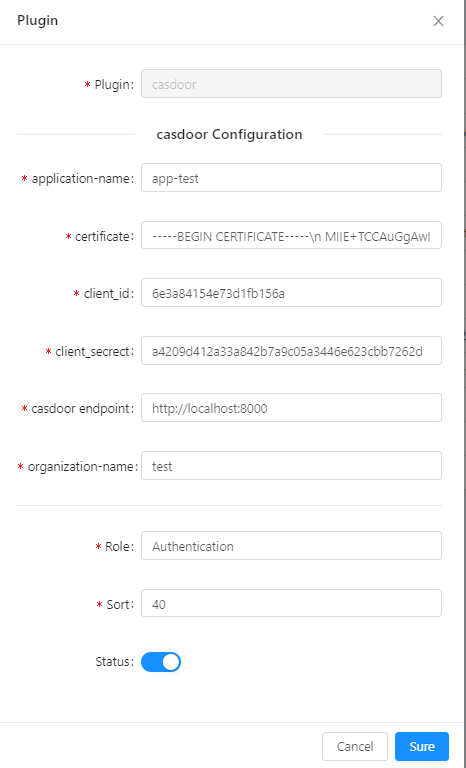 Plugin
* Plugin: casdoor
casdoor Configuration
* application-name: app-test
* certificate: -----BEGIN CERTIFICATE-----\n MIIE+TCCAuGgAwI
* client_id: 6e3a84154e73d1fb156a
* client_secrect: a4209d412a33a842b7a9c05a3446e623cbb7262d
* casdoor endpoint: http://localhost:8000
* organization-name: test
* Role: Authentication
* Sort: 40
Status:
Cancel Sure